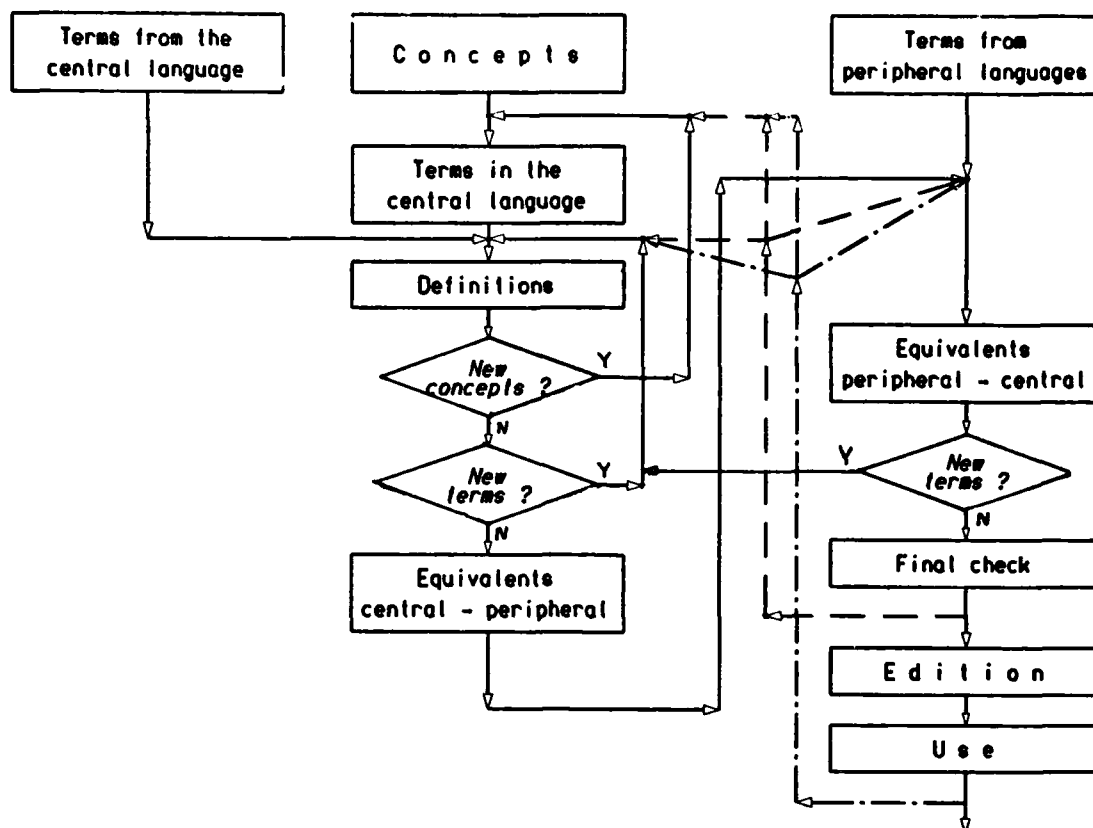 Terms from the
central language
Concepts
Terms from
peripheral languages
Terms in the
central language
Definitions
New
concepts ?
Y
N
New
terms ?
Y
N
Equivalents
central - peripheral
Equivalents
peripheral - central
Y
New
terms ?
N
Final check
Edition
Use